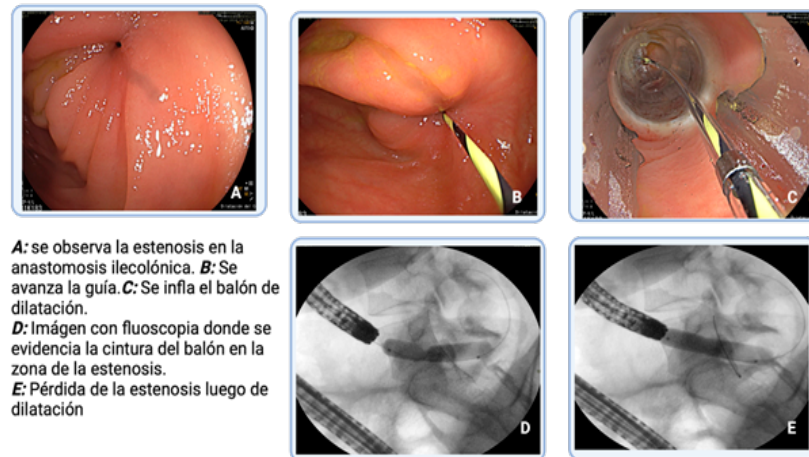 A
B
C
A: se observa la estenosis en la
anastomosis ilecolónica. B: Se
avanza la guía.C: Se infla el balón de
dilatación.
D: Imágen con fluoscopia donde se
evidencia la cintura del balón en la
zona de la estenosis.
E: Pérdida de la estenosis luego de
dilatación
D
E